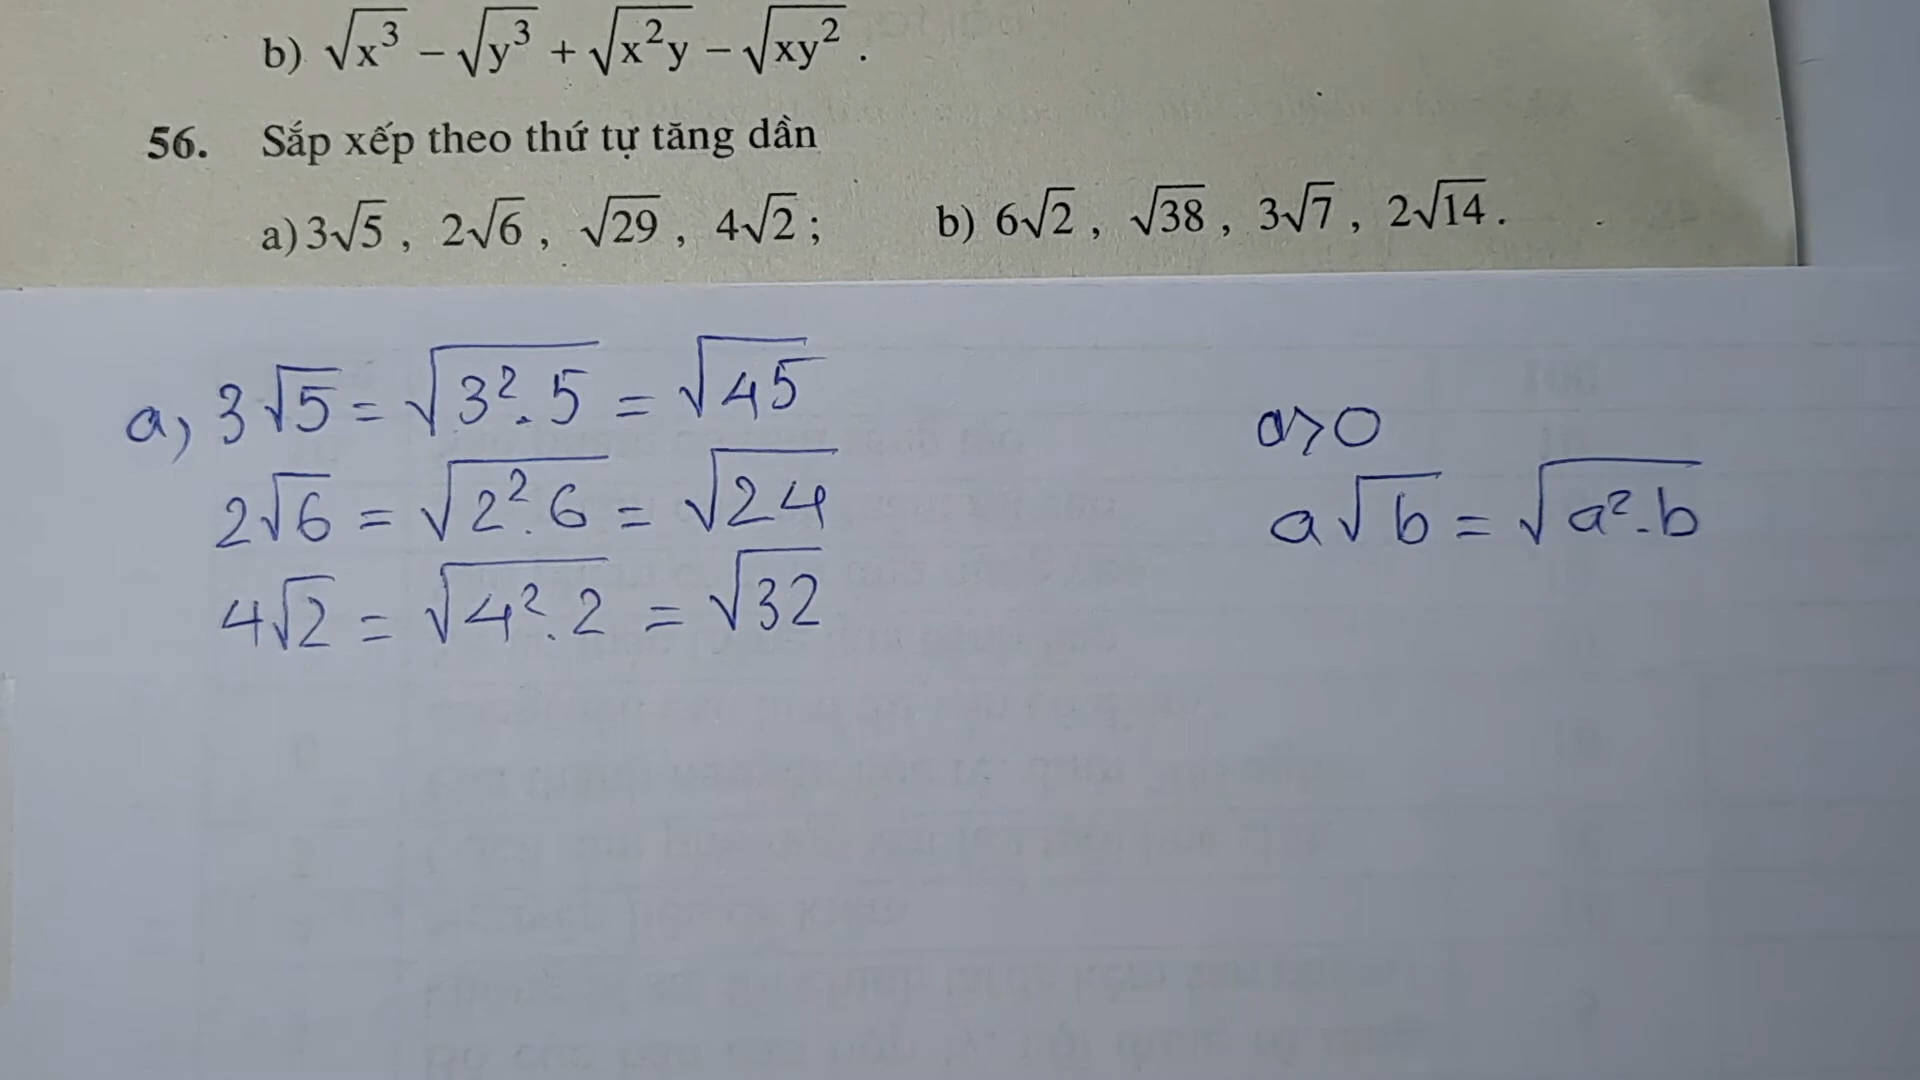 b) √x³ − √y³ + √x²y − √xy² .
56. Sắp xếp theo thứ tự tăng dần
a) 3√5 , 2√6 , √29 , 4√2 ; b) 6√2 , √38 , 3√7 , 2√14 .
a, 3√5 = √3².5 = √45
2√6 = √2².6 = √24
4√2 = √4².2 = √32
a>0
a√b = √a².b